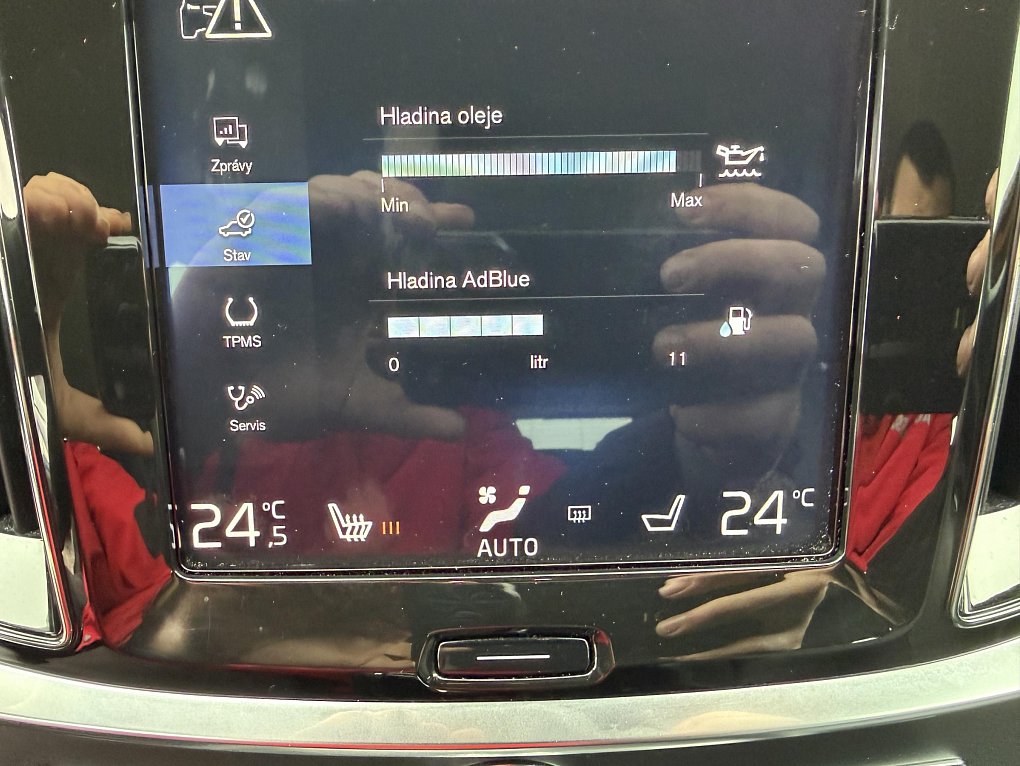 Hladina oleje
Zprávy
Min Max
Stav
Hladina AdBlue
TPMS
0 litr 11
Servis
24,5 °C
AUTO
24 °C